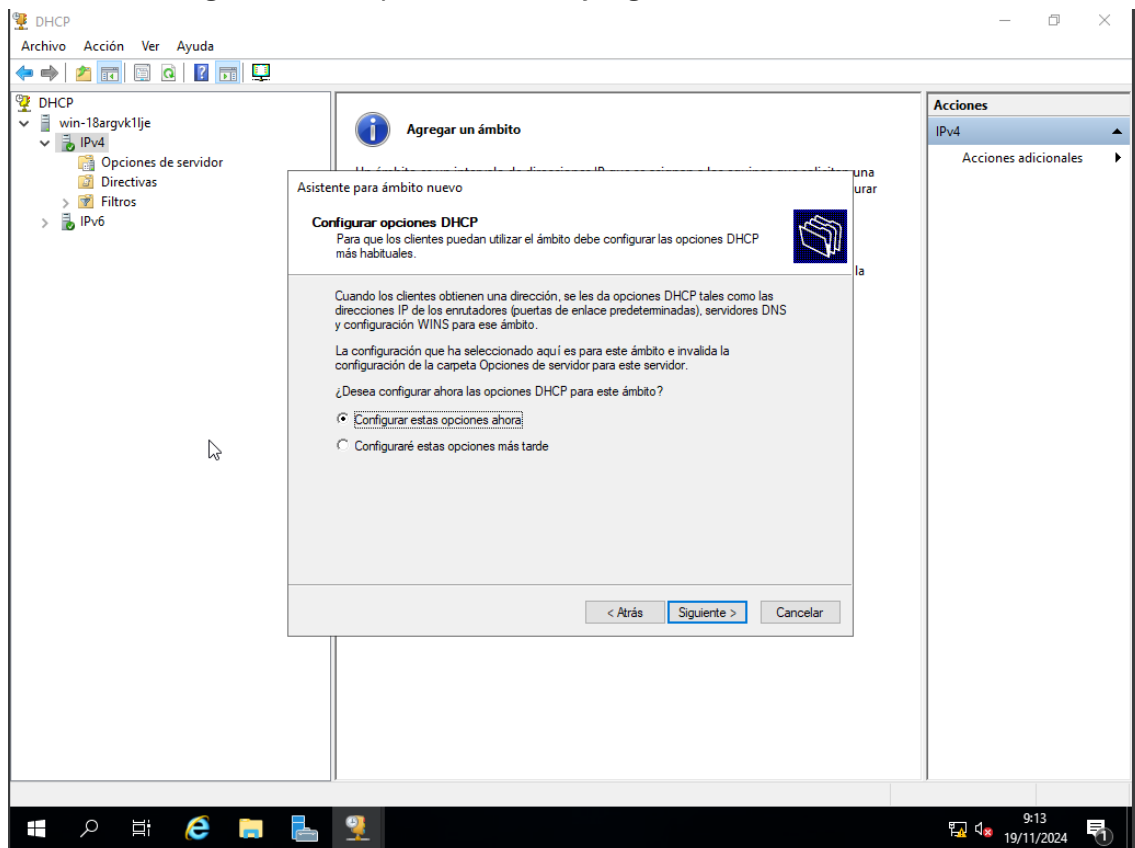 DHCP
Archivo Acción Ver Ayuda
DHCP
win-18argvk1lje
IPv4
Opciones de servidor
Directivas
Filtros
IPv6
Agregar un ámbito
una
urar
la
Asistente para ámbito nuevo
Configurar opciones DHCP
Para que los clientes puedan utilizar el ámbito debe configurar las opciones DHCP
más habituales.
Cuando los clientes obtienen una dirección, se les da opciones DHCP tales como las
direcciones IP de los enrutadores (puertas de enlace predeterminadas), servidores DNS
y configuración WINS para ese ámbito.
La configuración que ha seleccionado aquí es para este ámbito e invalida la
configuración de la carpeta Opciones de servidor para este servidor.
¿Desea configurar ahora las opciones DHCP para este ámbito?
Configurar estas opciones ahora
Configuraré estas opciones más tarde
< Atrás Siguiente > Cancelar
Acciones
IPv4
Acciones adicionales
9:13
19/11/2024
1